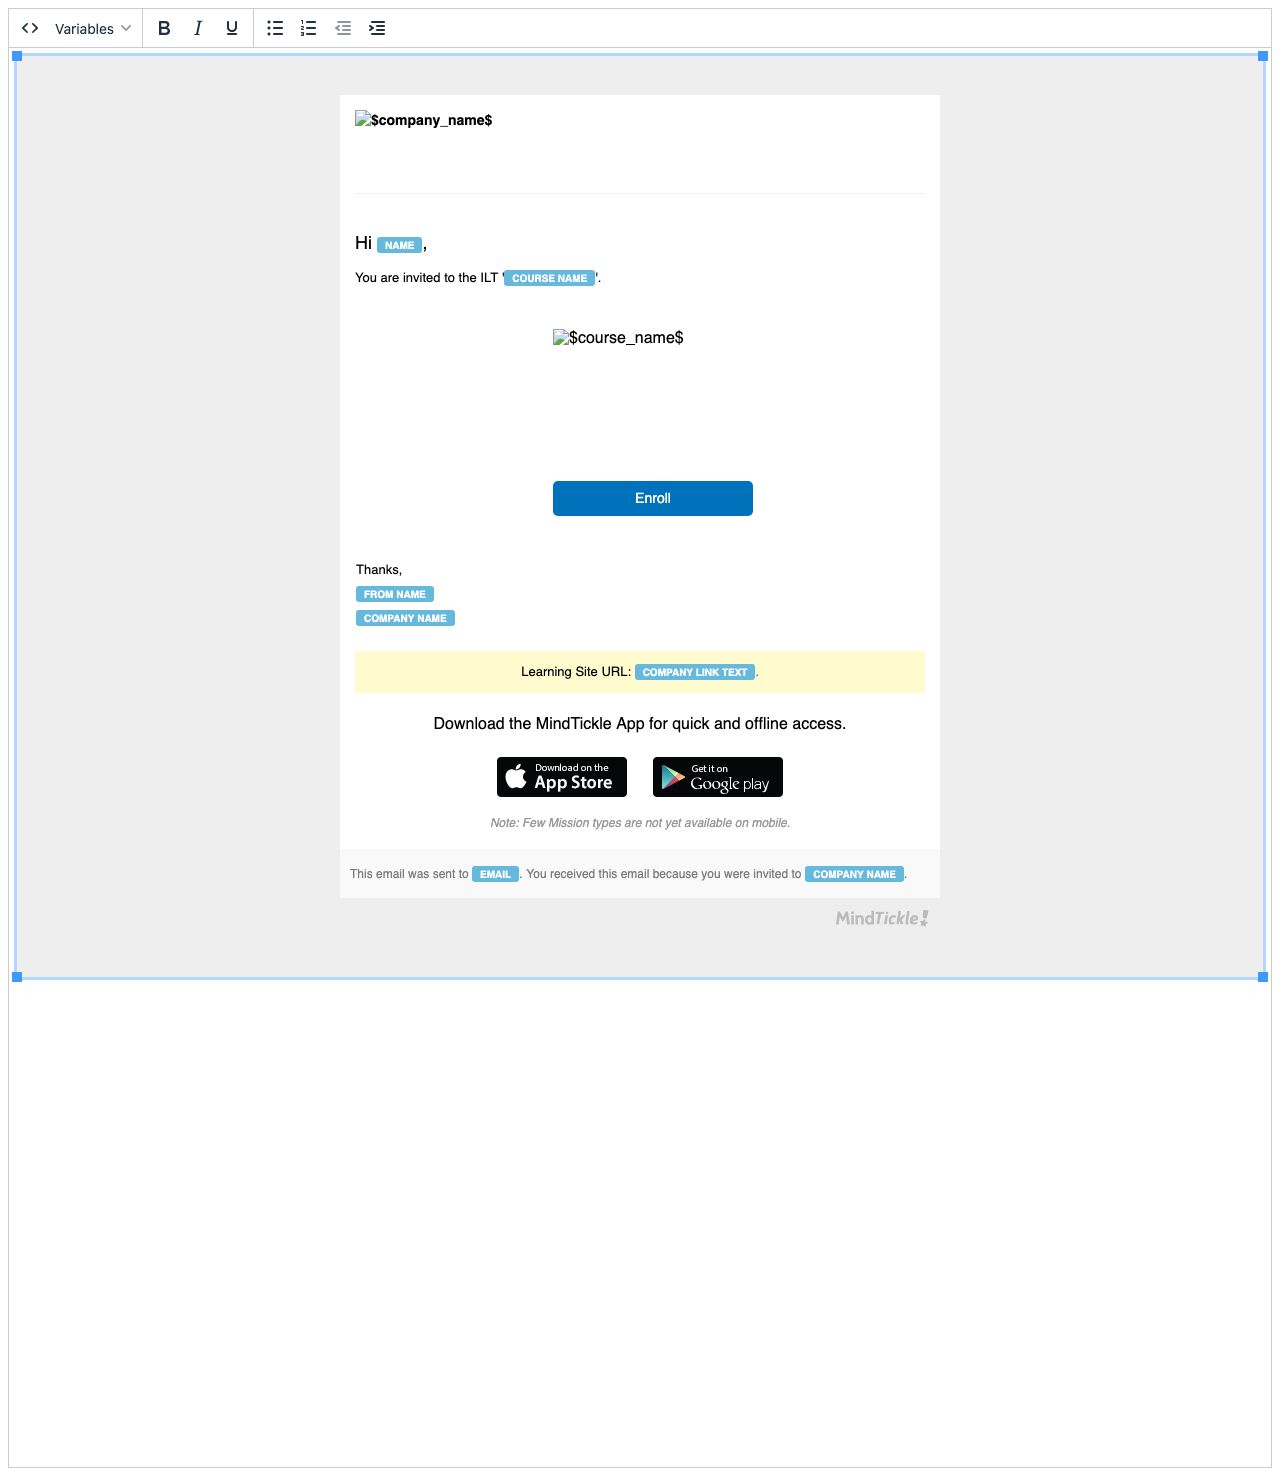 Variables
$company_name$
Hi NAME,
You are invited to the ILT 'COURSE NAME'.
$course_name$
Enroll
Thanks,
FROM NAME
COMPANY NAME
Learning Site URL: COMPANY LINK TEXT.
Download the MindTickle App for quick and offline access.
Download on the
App Store
Get it on
Google play
Note: Few Mission types are not yet available on mobile.
This email was sent to EMAIL. You received this email because you were invited to COMPANY NAME.
MindTickle!